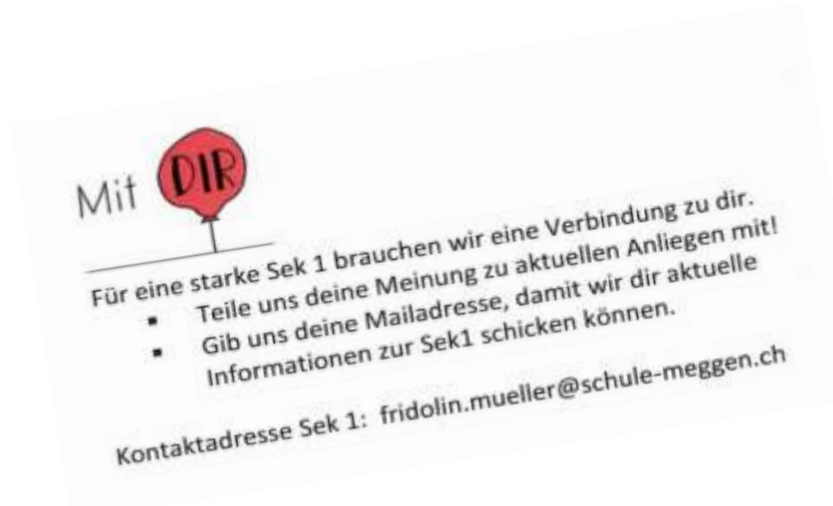 Mit DIR
Für eine starke Sek 1 brauchen wir eine Verbindung zu dir.
▪ Teile uns deine Meinung zu aktuellen Anliegen mit!
▪ Gib uns deine Mailadresse, damit wir dir aktuelle
Informationen zur Sek1 schicken können.
Kontaktadresse Sek 1: fridolin.mueller@schule-meggen.ch